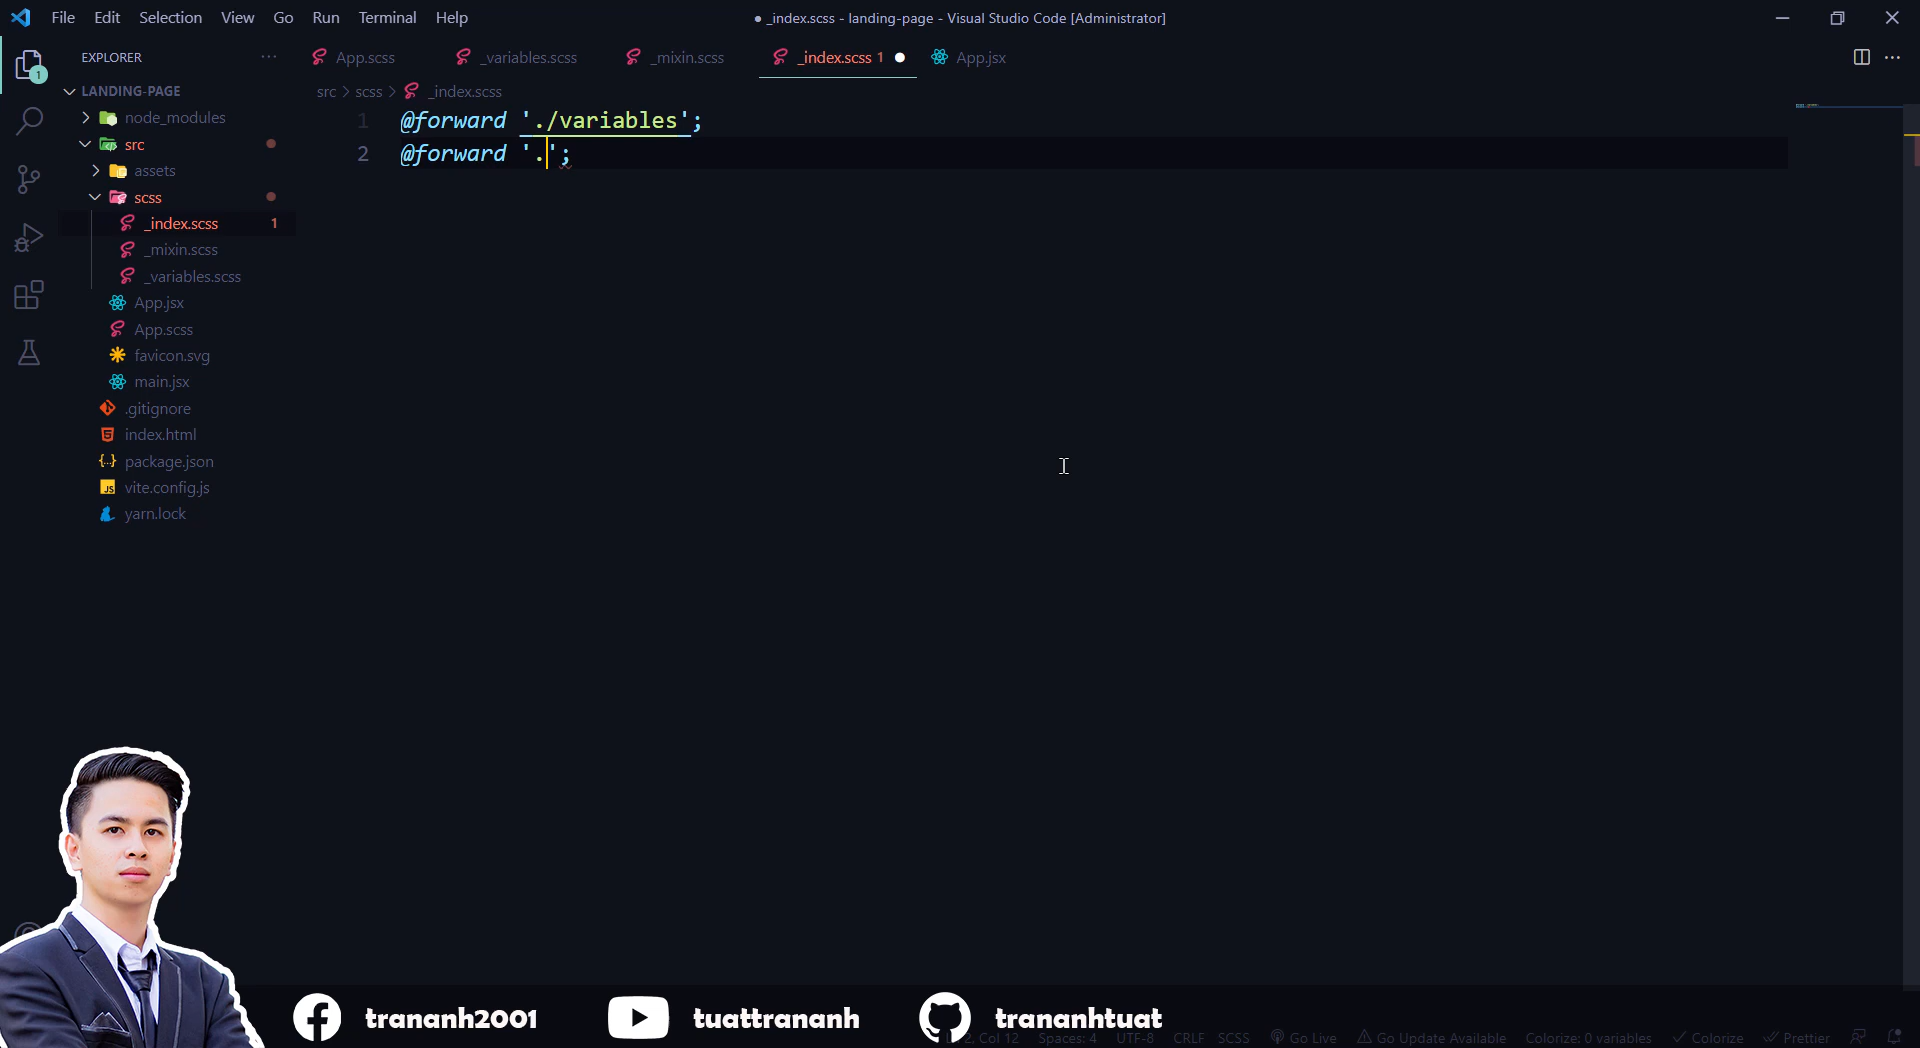 File Edit Selection View Go Run Terminal Help
● _index.scss - landing-page - Visual Studio Code [Administrator]
EXPLORER
App.scss
_variables.scss
_mixin.scss
_index.scss 1
App.jsx
1
LANDING-PAGE
src > scss > _index.scss
node_modules
src
assets
scss
_index.scss 1
_mixin.scss
_variables.scss
App.jsx
App.scss
favicon.svg
main.jsx
.gitignore
index.html
package.json
JS vite.config.js
yarn.lock
1 @forward './variables';
2 @forward '.';
trananh2001
tuattrananh
trananhtuat
2, Col 12 Spaces: 4 UTF-8 CRLF SCSS Go Live Go Update Available Colorize: 0 variables Colorize Prettier